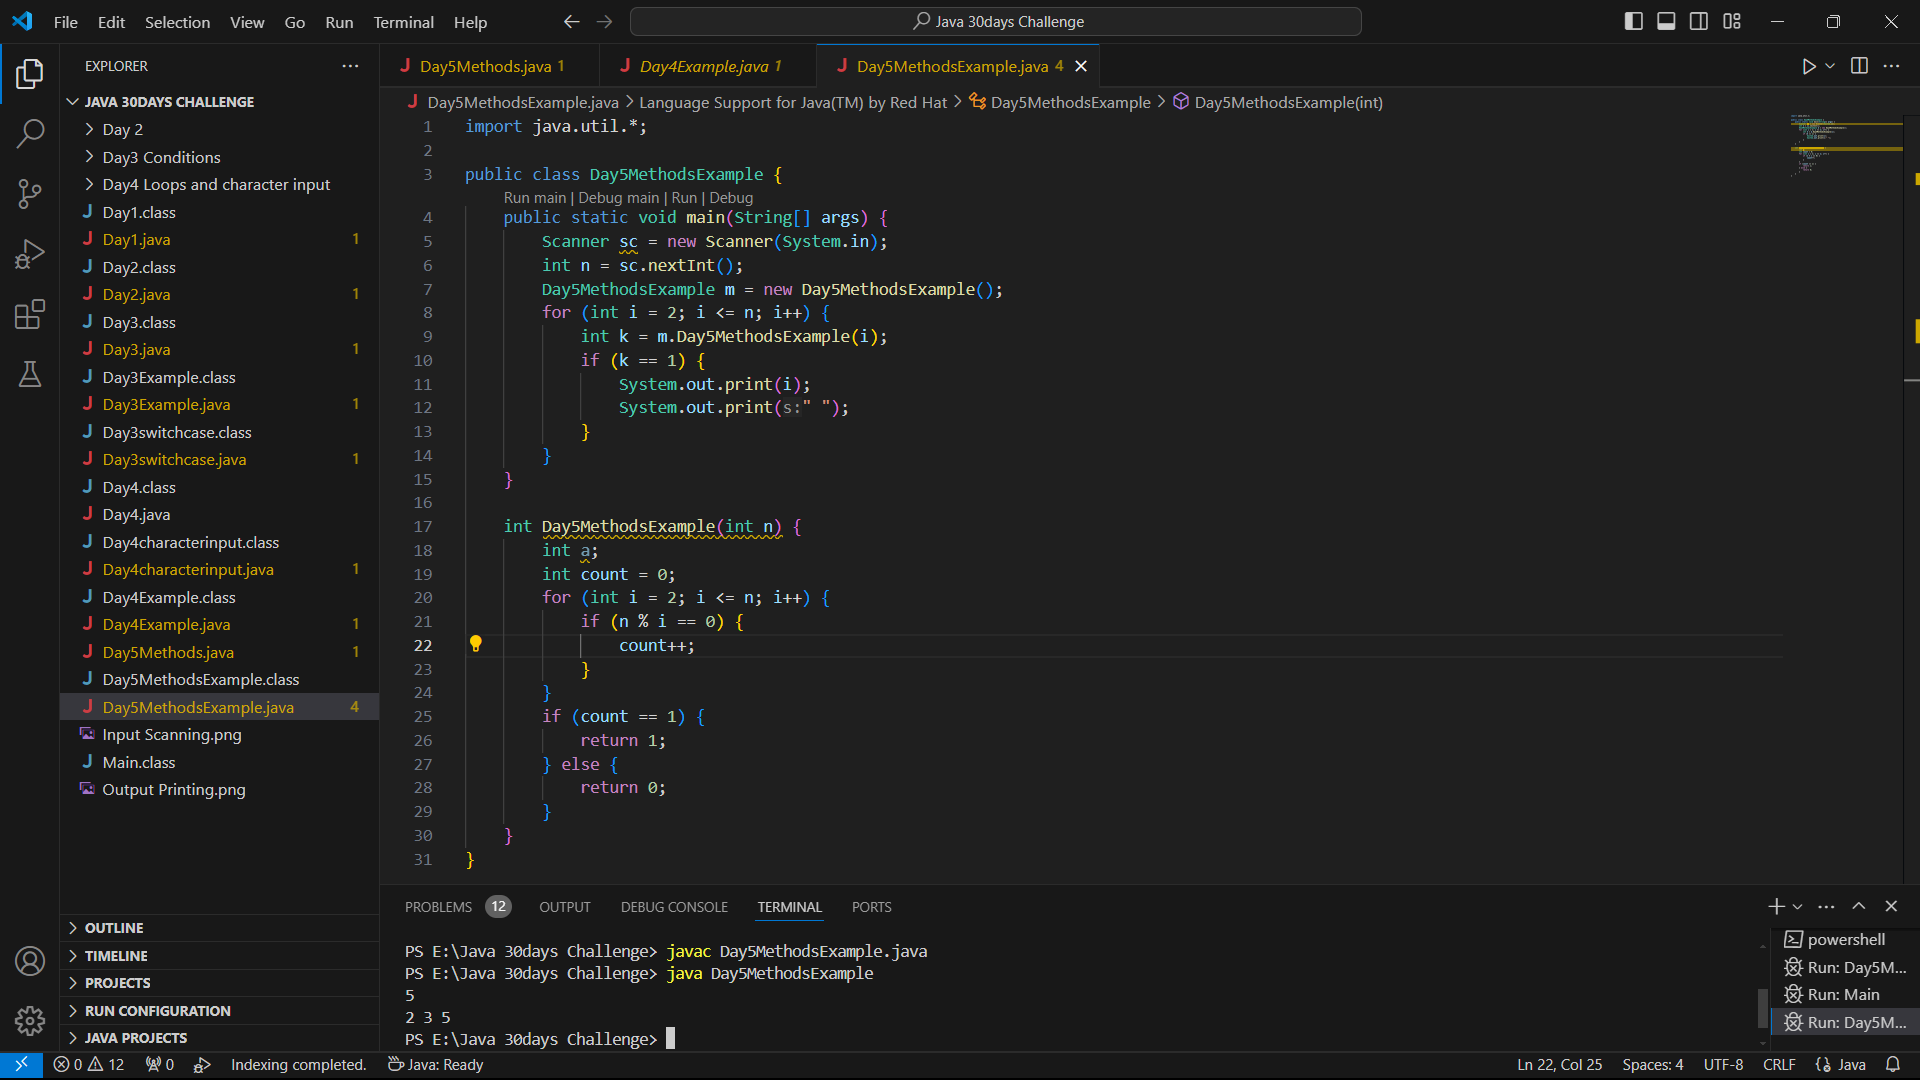 File Edit Selection View Go Run Terminal Help
Java 30days Challenge
EXPLORER
JAVA 30DAYS CHALLENGE
Day 2
Day3 Conditions
Day4 Loops and character input
Day1.class
Day1.java 1
Day2.class
Day2.java 1
Day3.class
Day3.java 1
Day3Example.class
Day3Example.java 1
Day3switchcase.class
Day3switchcase.java 1
Day4.class
Day4.java
Day4characterinput.class
Day4characterinput.java 1
Day4Example.class
Day4Example.java 1
Day5Methods.java 1
Day5MethodsExample.class
Day5MethodsExample.java 4
Input Scanning.png
Main.class
Output Printing.png
OUTLINE
TIMELINE
PROJECTS
RUN CONFIGURATION
JAVA PROJECTS
Day5Methods.java 1 Day4Example.java 1 Day5MethodsExample.java 4
Day5MethodsExample.java > Language Support for Java(TM) by Red Hat > Day5MethodsExample > Day5MethodsExample(int)
1 import java.util.*;
2
3 public class Day5MethodsExample {
Run main | Debug main | Run | Debug
4 public static void main(String[] args) {
5 Scanner sc = new Scanner(System.in);
6 int n = sc.nextInt();
7 Day5MethodsExample m = new Day5MethodsExample();
8 for (int i = 2; i <= n; i++) {
9 int k = m.Day5MethodsExample(i);
10 if (k == 1) {
11 System.out.print(i);
12 System.out.print(s:" ");
13 }
14 }
15 }
16
17 int Day5MethodsExample(int n) {
18 int a;
19 int count = 0;
20 for (int i = 2; i <= n; i++) {
21 if (n % i == 0) {
22 count++;
23 }
24 }
25 if (count == 1) {
26 return 1;
27 } else {
28 return 0;
29 }
30 }
31 }
PROBLEMS 12 OUTPUT DEBUG CONSOLE TERMINAL PORTS
PS E:\Java 30days Challenge> javac Day5MethodsExample.java
PS E:\Java 30days Challenge> java Day5MethodsExample
5
2 3 5
PS E:\Java 30days Challenge>
powershell
Run: Day5M...
Run: Main
Run: Day5M...
0 12 0 Indexing completed. Java: Ready Ln 22, Col 25 Spaces: 4 UTF-8 CRLF Java